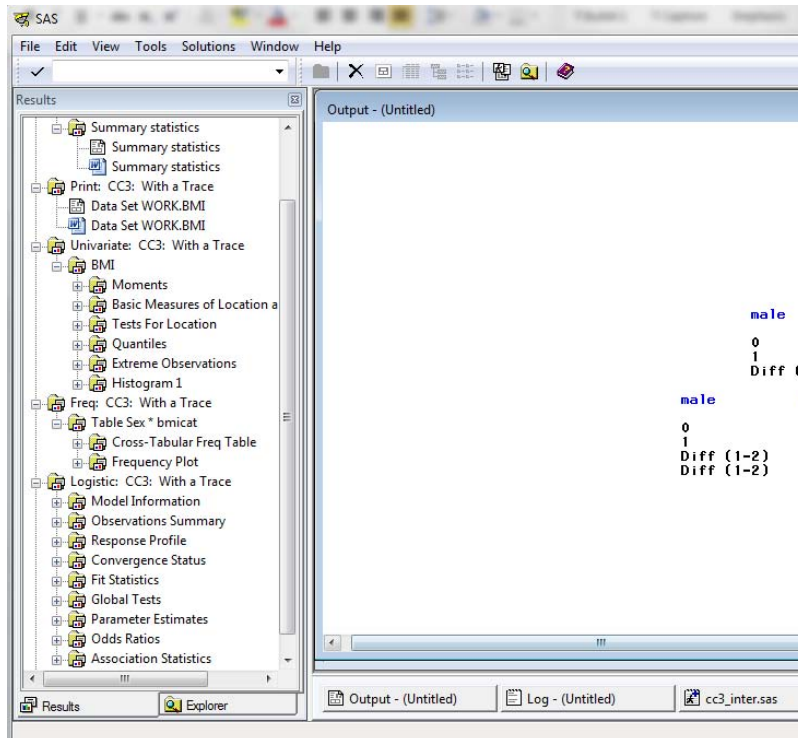 SAS
File Edit View Tools Solutions Window Help
Results
Summary statistics
Summary statistics
Summary statistics
Print: CC3: With a Trace
Data Set WORK.BMI
Data Set WORK.BMI
Univariate: CC3: With a Trace
BMI
Moments
Basic Measures of Location a
Tests For Location
Quantiles
Extreme Observations
Histogram 1
Freq: CC3: With a Trace
Table Sex * bmicat
Cross-Tabular Freq Table
Frequency Plot
Logistic: CC3: With a Trace
Model Information
Observations Summary
Response Profile
Convergence Status
Fit Statistics
Global Tests
Parameter Estimates
Odds Ratios
Association Statistics
Results Explorer
Output - (Untitled)
male
0
1
Diff (
male
0
1
Diff (1-2)
Diff (1-2)
Output - (Untitled) Log - (Untitled) cc3_inter.sas